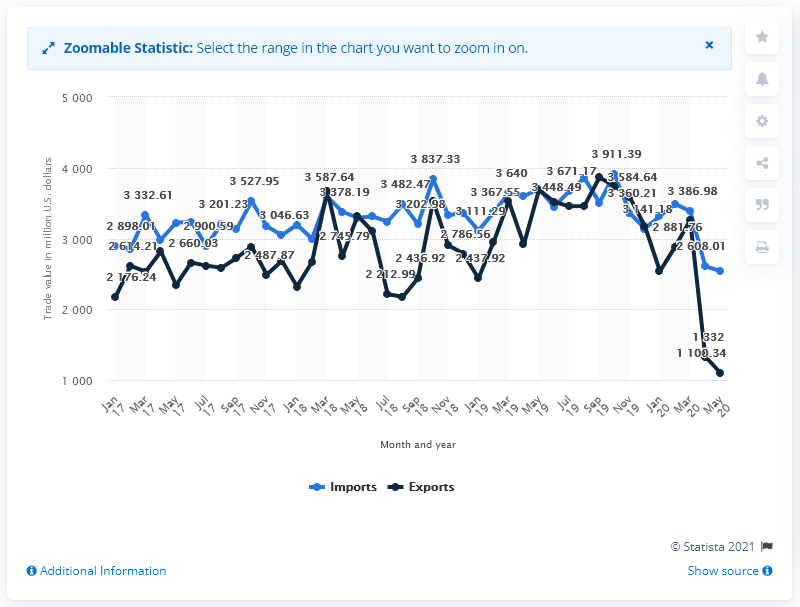 Zoomable Statistic: Select the range in the chart you want to zoom in on.
×
Trade value in million U.S. dollars
5 000
4 000
3 000
2 000
1 000
3 911.39
3 837.33
3 671.17
3 640
3 587.64
3 584.64
3 527.95
3 482.47
3 448.49
3 386.98
3 378.19
3 367.55
3 360.21
3 332.61
3 201.23
3 202.98
3 141.18
3 111.29
3 046.63
2 898.01
2 900.59
2 881.76
2 786.56
2 745.79
2 660.03
2 614.21
2 608.01
2 487.87
2 436.92
2 437.92
2 212.99
2 176.24
1 332
1 100.34
Jan 17
Mar 17
May 17
Jul 17
Sep 17
Nov 17
Jan 18
Mar 18
May 18
Jul 18
Sep 18
Nov 18
Jan 19
Mar 19
May 19
Jul 19
Sep 19
Nov 19
Jan 20
Mar 20
May 20
Month and year
Imports Exports
© Statista 2021
Additional Information
Show source